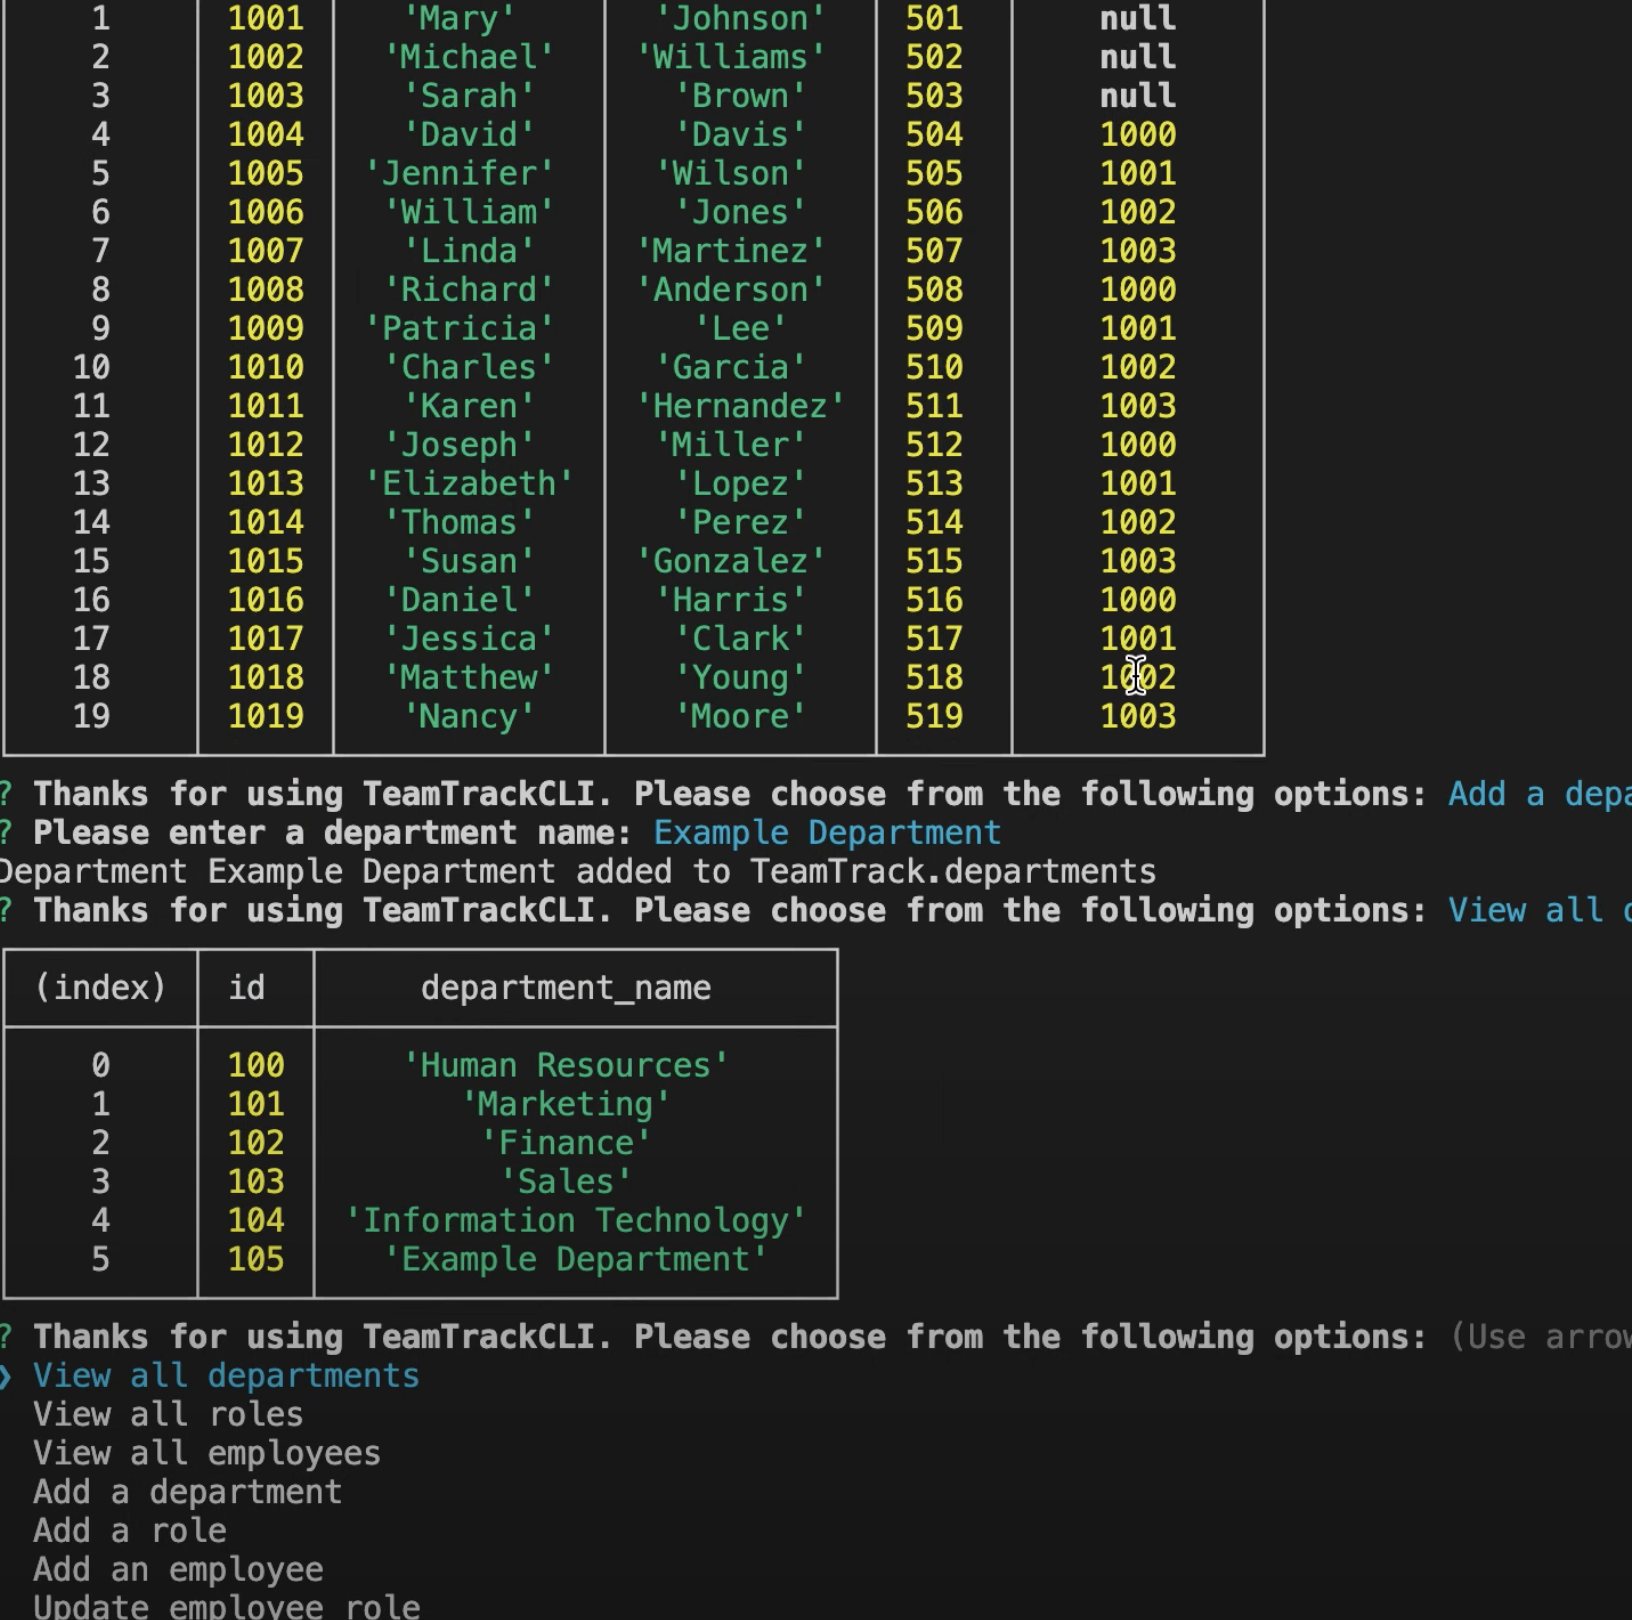 1 1001 'Mary' 'Johnson' 501 null
2 1002 'Michael' 'Williams' 502 null
3 1003 'Sarah' 'Brown' 503 null
4 1004 'David' 'Davis' 504 1000
5 1005 'Jennifer' 'Wilson' 505 1001
6 1006 'William' 'Jones' 506 1002
7 1007 'Linda' 'Martinez' 507 1003
8 1008 'Richard' 'Anderson' 508 1000
9 1009 'Patricia' 'Lee' 509 1001
10 1010 'Charles' 'Garcia' 510 1002
11 1011 'Karen' 'Hernandez' 511 1003
12 1012 'Joseph' 'Miller' 512 1000
13 1013 'Elizabeth' 'Lopez' 513 1001
14 1014 'Thomas' 'Perez' 514 1002
15 1015 'Susan' 'Gonzalez' 515 1003
16 1016 'Daniel' 'Harris' 516 1000
17 1017 'Jessica' 'Clark' 517 1001
18 1018 'Matthew' 'Young' 518 1002
19 1019 'Nancy' 'Moore' 519 1003
? Thanks for using TeamTrackCLI. Please choose from the following options: Add a depa
? Please enter a department name: Example Department
Department Example Department added to TeamTrack.departments
? Thanks for using TeamTrackCLI. Please choose from the following options: View all
(index) id department_name
0 100 'Human Resources'
1 101 'Marketing'
2 102 'Finance'
3 103 'Sales'
4 104 'Information Technology'
5 105 'Example Department'
? Thanks for using TeamTrackCLI. Please choose from the following options: (Use arrow
❯ View all departments
View all roles
View all employees
Add a department
Add a role
Add an employee
Update employee role